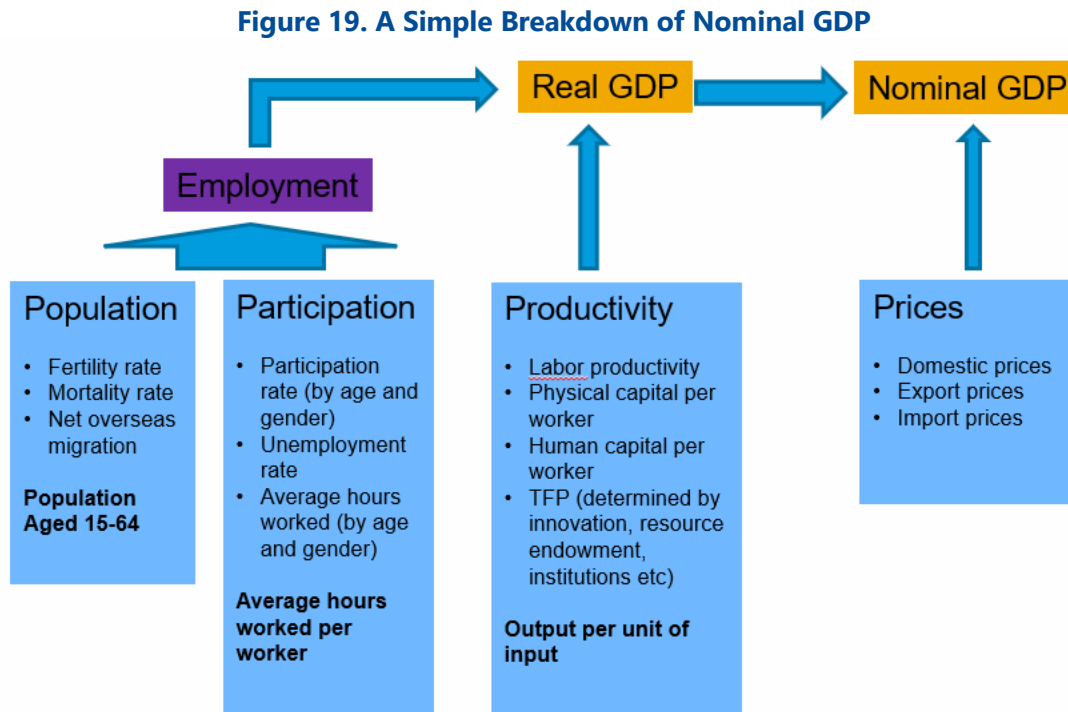 Figure 19. A Simple Breakdown of Nominal GDP
Real GDP
Nominal GDP
Employment
Population
• Fertility rate
• Mortality rate
• Net overseas
migration
Population
Aged 15-64
Participation
• Participation
rate (by age and
gender)
• Unemployment
rate
• Average hours
worked (by age
and gender)
Average hours
worked per
worker
Productivity
• Labor productivity
• Physical capital per
worker
• Human capital per
worker
• TFP (determined by
innovation, resource
endowment,
institutions etc)
Output per unit of
input
Prices
• Domestic prices
• Export prices
• Import prices